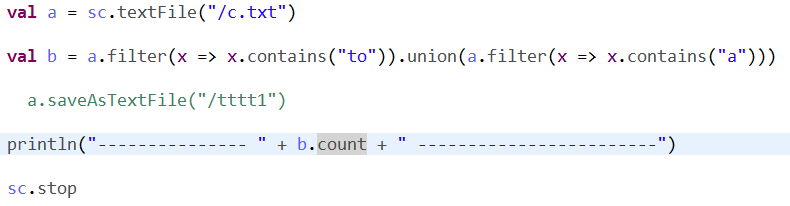 val a = sc.textFile("/c.txt")
val b = a.filter(x => x.contains("to")).union(a.filter(x => x.contains("a")))
a.saveAsTextFile("/tttt1")
println("--------------- " + b.count + " ------------------------")
sc.stop